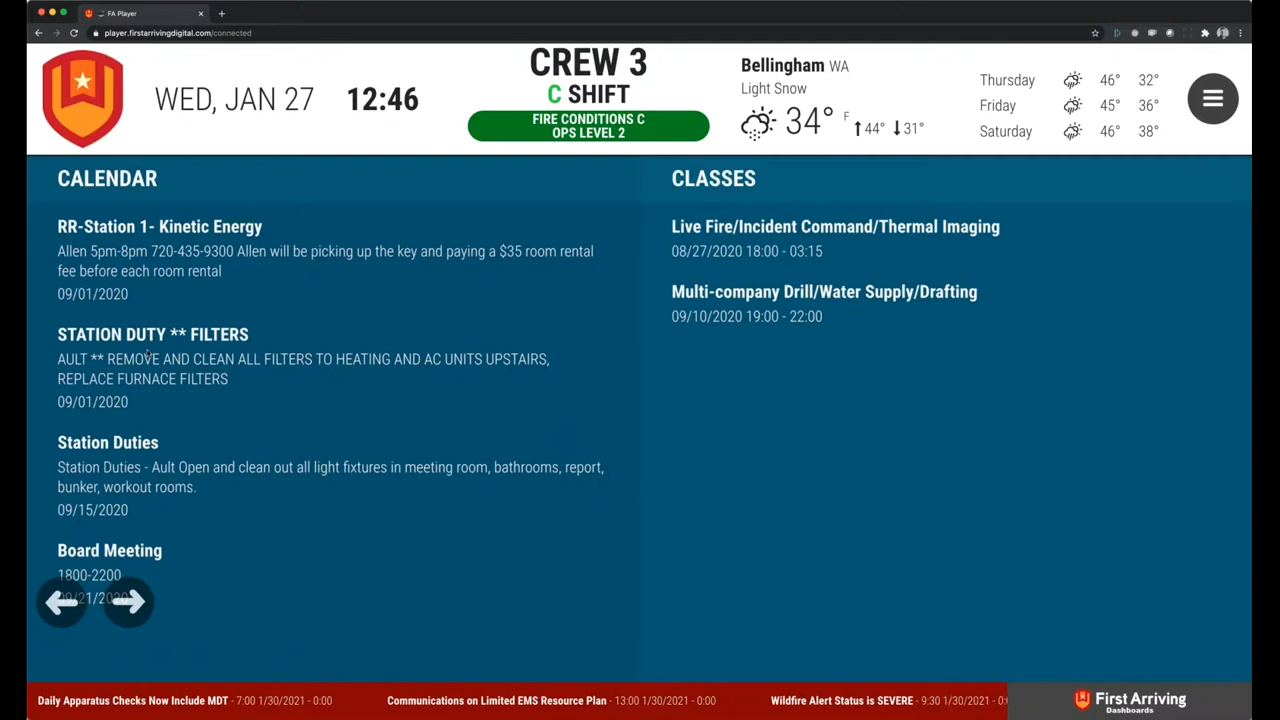 FA Player
player.firstarrivingdigital.com/connected
WED, JAN 27
12:46
CREW 3
C SHIFT
FIRE CONDITIONS C
OPS LEVEL 2
Bellingham WA
Light Snow
34° F 44° 31°
Thursday 46° 32°
Friday 45° 36°
Saturday 46° 38°
CALENDAR
RR-Station 1- Kinetic Energy
Allen 5pm-8pm 720-435-9300 Allen will be picking up the key and paying a $35 room rental
fee before each room rental
09/01/2020
STATION DUTY ** FILTERS
AULT ** REMOVE AND CLEAN ALL FILTERS TO HEATING AND AC UNITS UPSTAIRS,
REPLACE FURNACE FILTERS
09/01/2020
Station Duties
Station Duties - Ault Open and clean out all light fixtures in meeting room, bathrooms, report,
bunker, workout rooms.
09/15/2020
Board Meeting
1800-2200
09/21/2020
CLASSES
Live Fire/Incident Command/Thermal Imaging
08/27/2020 18:00 - 03:15
Multi-company Drill/Water Supply/Drafting
09/10/2020 19:00 - 22:00
Daily Apparatus Checks Now Include MDT - 7:00 1/30/2021 - 0:00
Communications on Limited EMS Resource Plan - 13:00 1/30/2021 - 0:00
Wildfire Alert Status is SEVERE - 9:30 1/30/2021 - 0:
First Arriving
Dashboards